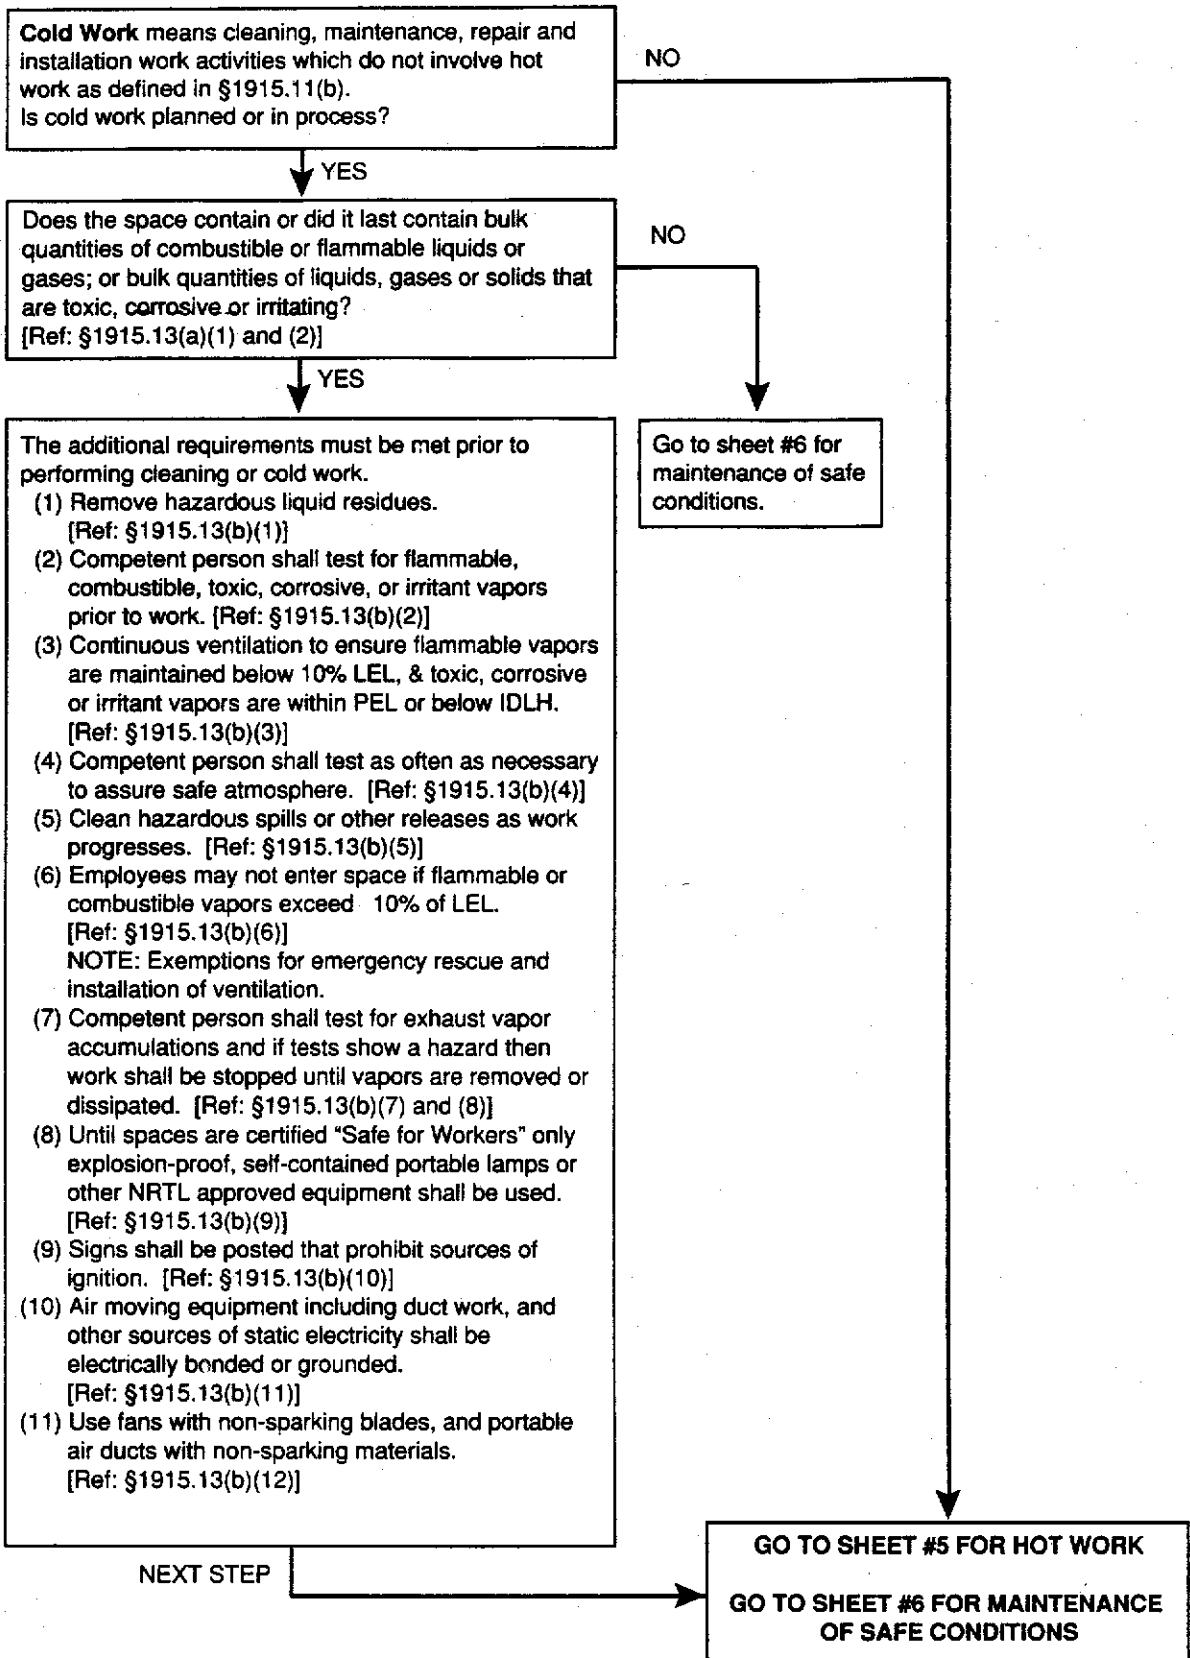 Cold Work means cleaning, maintenance, repair and
installation work activities which do not involve hot
work as defined in §1915.11(b).
Is cold work planned or in process?
NO
YES
Does the space contain or did it last contain bulk
quantities of combustible or flammable liquids or
gases; or bulk quantities of liquids, gases or solids that
are toxic, corrosive or irritating?
[Ref: §1915.13(a)(1) and (2)]
NO
YES
The additional requirements must be met prior to
performing cleaning or cold work.
(1) Remove hazardous liquid residues.
[Ref: §1915.13(b)(1)]
(2) Competent person shall test for flammable,
combustible, toxic, corrosive, or irritant vapors
prior to work. [Ref: §1915.13(b)(2)]
(3) Continuous ventilation to ensure flammable vapors
are maintained below 10% LEL, & toxic, corrosive
or irritant vapors are within PEL or below IDLH.
[Ref: §1915.13(b)(3)]
(4) Competent person shall test as often as necessary
to assure safe atmosphere. [Ref: §1915.13(b)(4)]
(5) Clean hazardous spills or other releases as work
progresses. [Ref: §1915.13(b)(5)]
(6) Employees may not enter space if flammable or
combustible vapors exceed 10% of LEL.
[Ref: §1915.13(b)(6)]
NOTE: Exemptions for emergency rescue and
installation of ventilation.
(7) Competent person shall test for exhaust vapor
accumulations and if tests show a hazard then
work shall be stopped until vapors are removed or
dissipated. [Ref: §1915.13(b)(7) and (8)]
(8) Until spaces are certified "Safe for Workers" only
explosion-proof, self-contained portable lamps or
other NRTL approved equipment shall be used.
[Ref: §1915.13(b)(9)]
(9) Signs shall be posted that prohibit sources of
ignition. [Ref: §1915.13(b)(10)]
(10) Air moving equipment including duct work, and
other sources of static electricity shall be
electrically bonded or grounded.
[Ref: §1915.13(b)(11)]
(11) Use fans with non-sparking blades, and portable
air ducts with non-sparking materials.
[Ref: §1915.13(b)(12)]
Go to sheet #6 for
maintenance of safe
conditions.
NEXT STEP
GO TO SHEET #5 FOR HOT WORK
GO TO SHEET #6 FOR MAINTENANCE
OF SAFE CONDITIONS